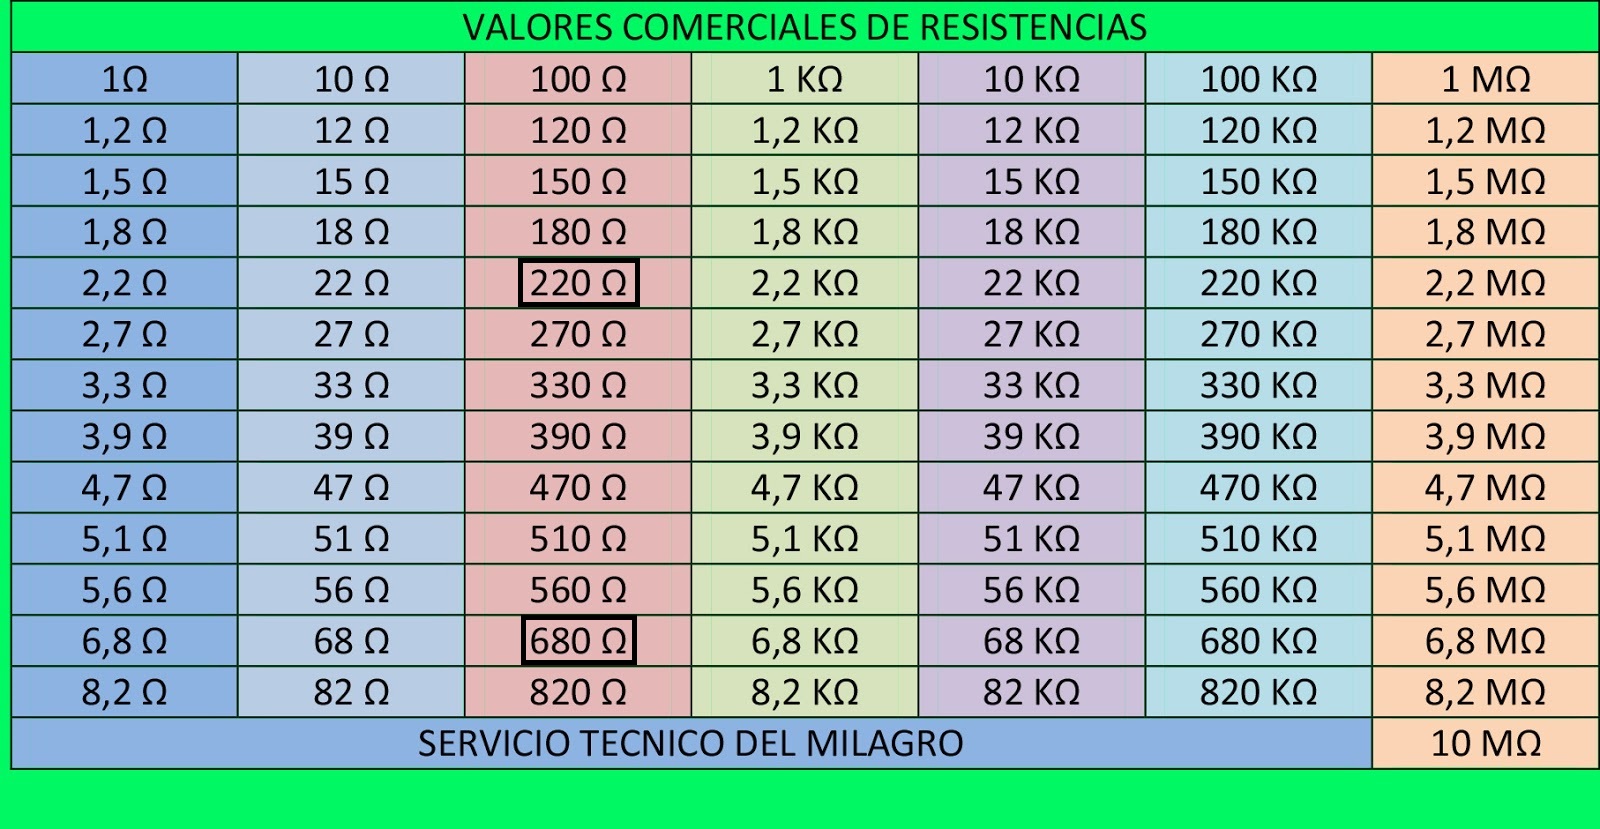 VALORES COMERCIALES DE RESISTENCIAS
1Ω 10 Ω 100 Ω 1 KΩ 10 KΩ 100 KΩ 1 MΩ
1,2 Ω 12 Ω 120 Ω 1,2 KΩ 12 KΩ 120 KΩ 1,2 MΩ
1,5 Ω 15 Ω 150 Ω 1,5 KΩ 15 KΩ 150 KΩ 1,5 MΩ
1,8 Ω 18 Ω 180 Ω 1,8 KΩ 18 KΩ 180 KΩ 1,8 MΩ
2,2 Ω 22 Ω 220 Ω 2,2 KΩ 22 KΩ 220 KΩ 2,2 MΩ
2,7 Ω 27 Ω 270 Ω 2,7 KΩ 27 KΩ 270 KΩ 2,7 MΩ
3,3 Ω 33 Ω 330 Ω 3,3 KΩ 33 KΩ 330 KΩ 3,3 MΩ
3,9 Ω 39 Ω 390 Ω 3,9 KΩ 39 KΩ 390 KΩ 3,9 MΩ
4,7 Ω 47 Ω 470 Ω 4,7 KΩ 47 KΩ 470 KΩ 4,7 MΩ
5,1 Ω 51 Ω 510 Ω 5,1 KΩ 51 KΩ 510 KΩ 5,1 MΩ
5,6 Ω 56 Ω 560 Ω 5,6 KΩ 56 KΩ 560 KΩ 5,6 MΩ
6,8 Ω 68 Ω 680 Ω 6,8 KΩ 68 KΩ 680 KΩ 6,8 MΩ
8,2 Ω 82 Ω 820 Ω 8,2 KΩ 82 KΩ 820 KΩ 8,2 MΩ
SERVICIO TECNICO DEL MILAGRO 10 MΩ